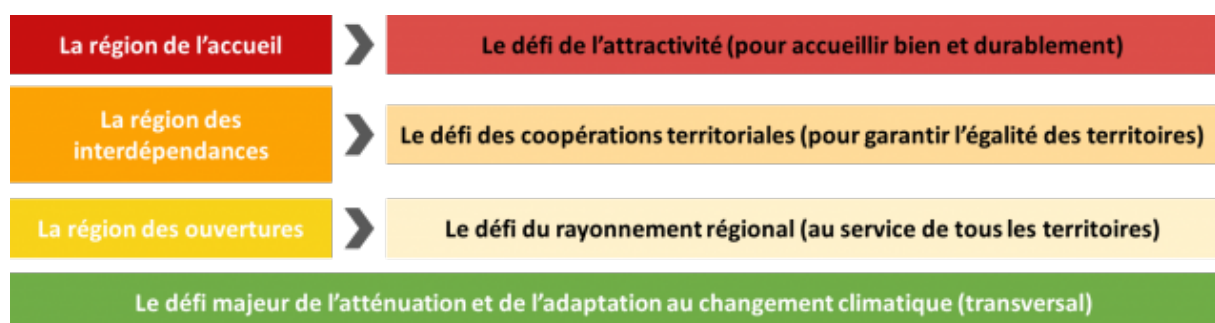 La région de l’accueil
Le défi de l’attractivité (pour accueillir bien et durablement)
La région des
interdépendances
Le défi des coopérations territoriales (pour garantir l’égalité des territoires)
La région des ouvertures
Le défi du rayonnement régional (au service de tous les territoires)
Le défi majeur de l’atténuation et de l’adaptation au changement climatique (transversal)